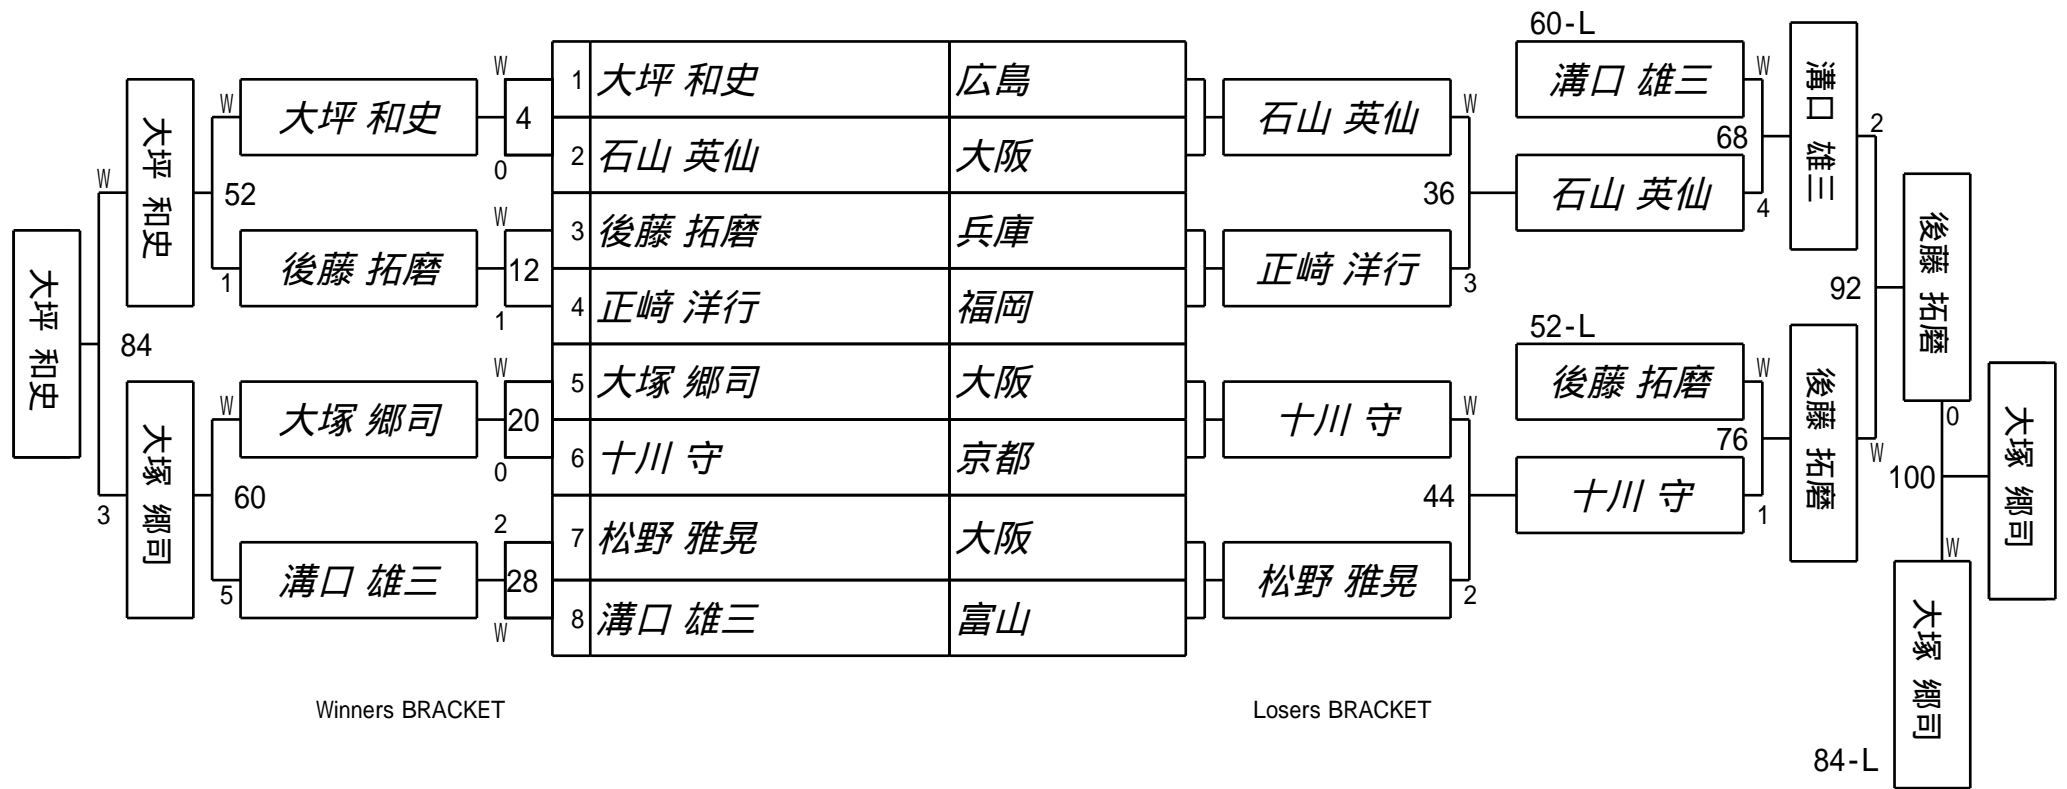 60-L
W
1 大坪 和史 広島
溝口 雄三
W
溝口 雄三
W
大坪 和史
4
石山 英仙
W
2
大坪 和史
0
2 石山 英仙 大阪
68
W
52
W
36
石山 英仙
4
3 後藤 拓磨 兵庫
後藤 拓磨
1
後藤 拓磨
12
正﨑 洋行
3
92
大坪 和史
1
4 正﨑 洋行 福岡
52-L
84
W
5 大塚 郷司 大阪
後藤 拓磨
W
後藤 拓磨
W
大塚 郷司
20
十川 守
W
0
大塚 郷司
大塚 郷司
0
6 十川 守 京都
76
W
100
3
60
2
44
十川 守
1
7 松野 雅晃 大阪
W
5
溝口 雄三
28
松野 雅晃
2
W
8 溝口 雄三 富山
大塚 郷司
Winners BRACKET
Losers BRACKET
84-L